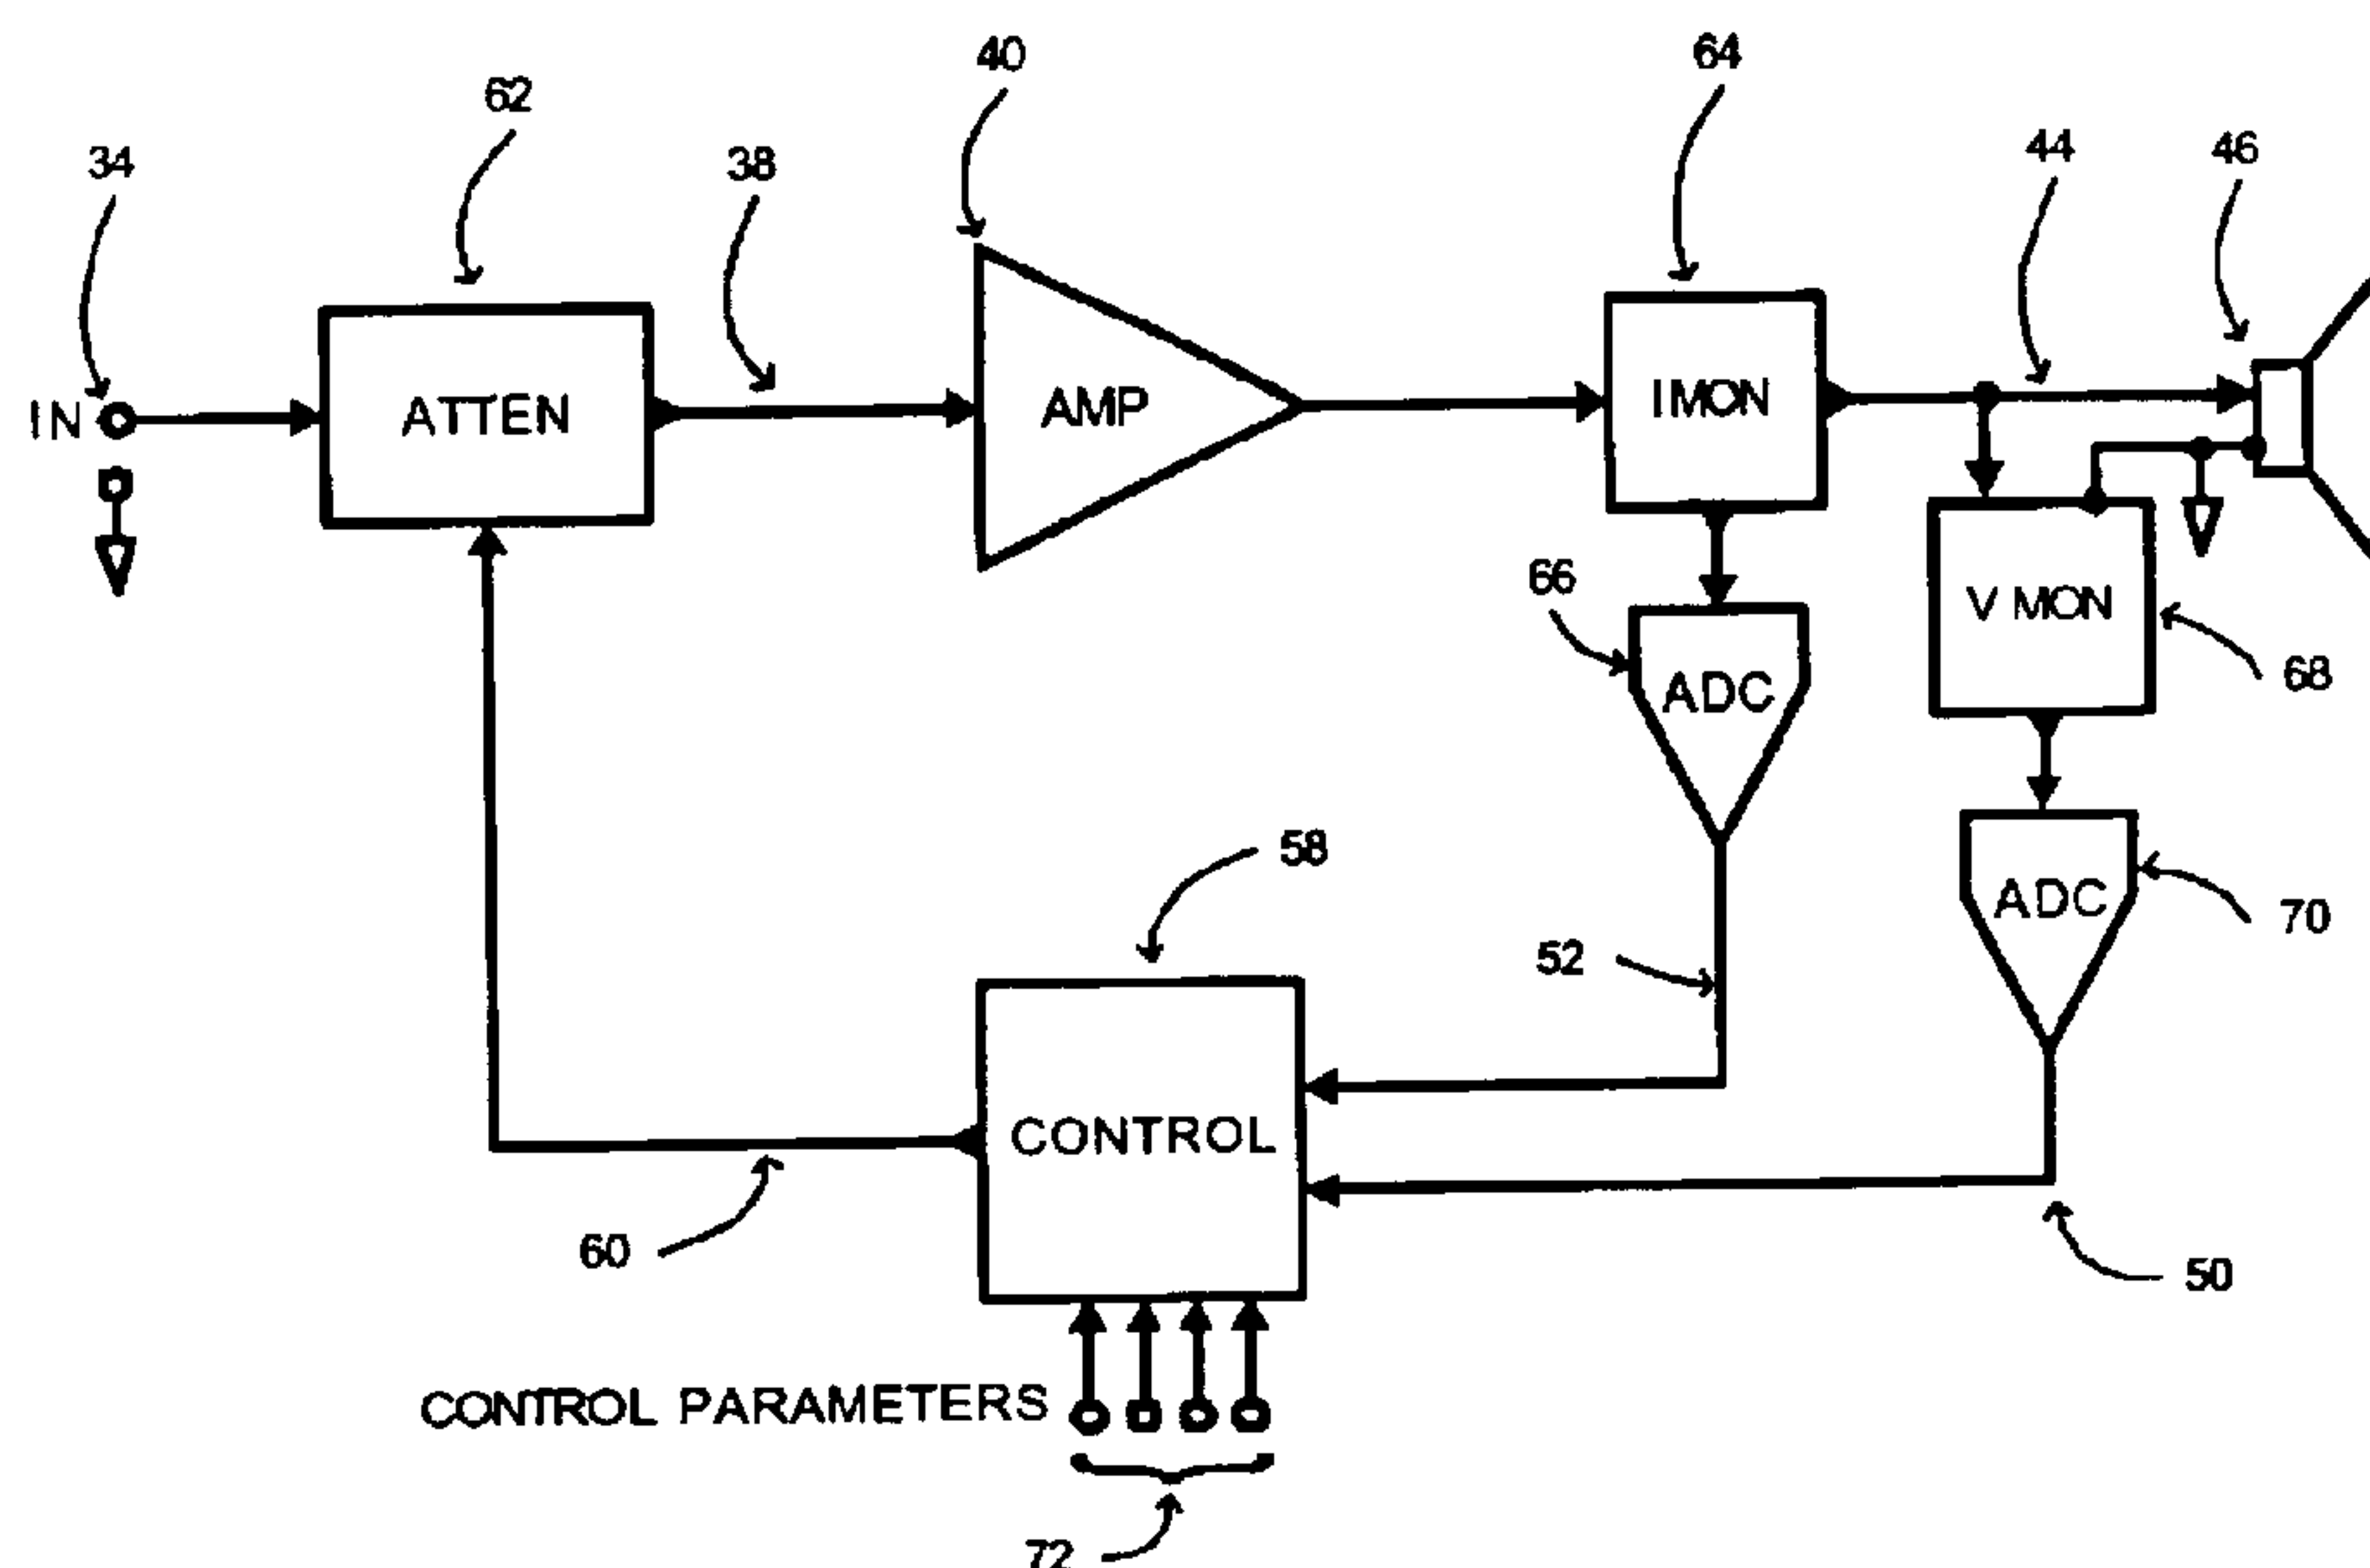 40
64
62
44
46
34
38
IN
ATTEN
AMP
IMON
66
V MON
68
ADC
58
ADC
70
52
CONTROL
60
50
CONTROL PARAMETERS
72